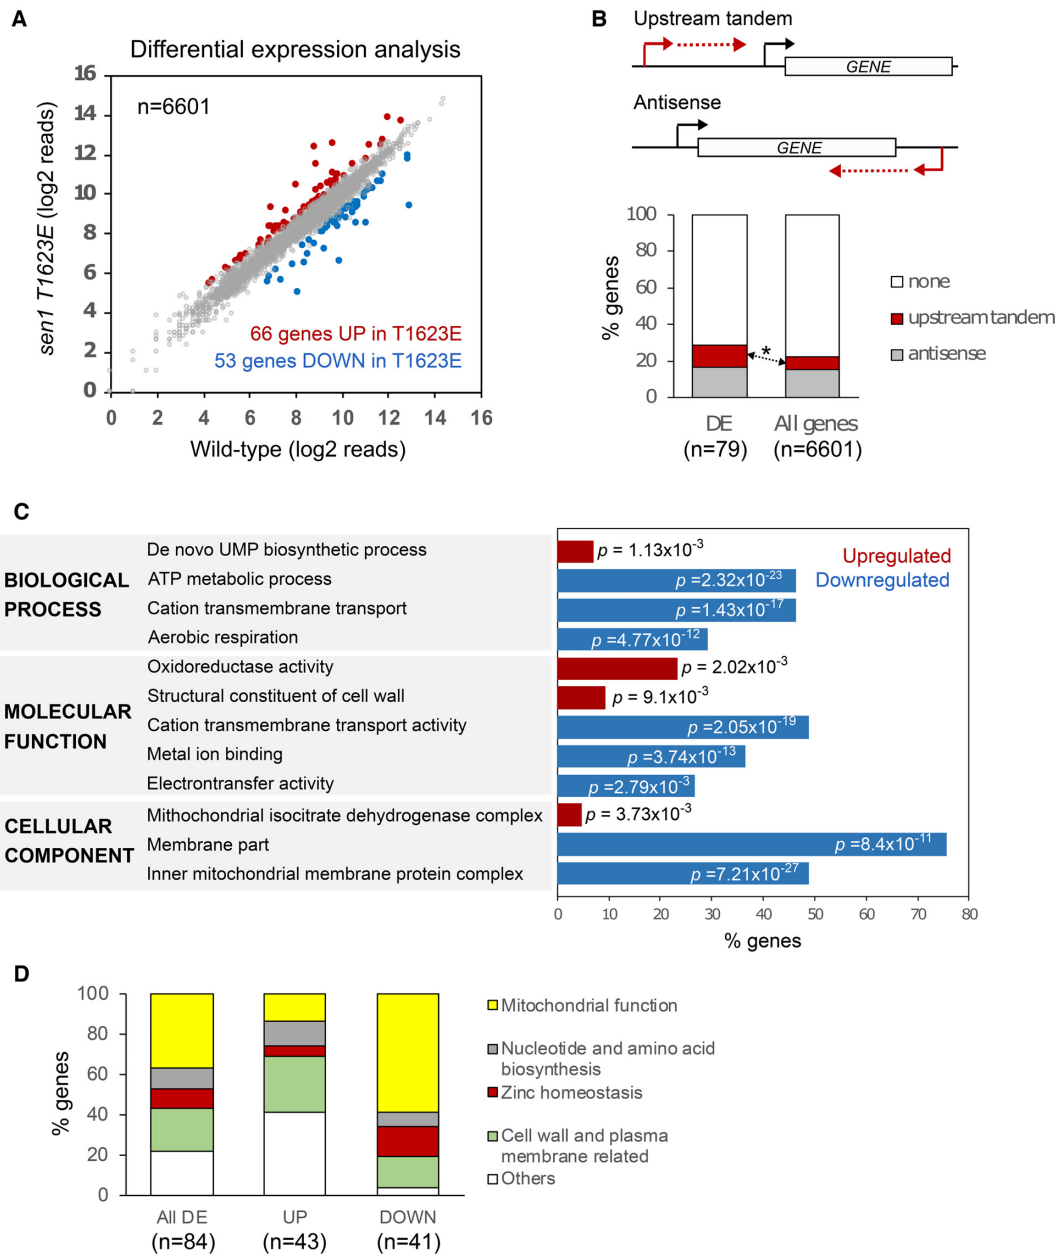 A
Differential expression analysis
n=6601
16
14
12
10
8
6
4
2
0
sen1 T1623E (log2 reads)
66 genes UP in T1623E
53 genes DOWN in T1623E
0 2 4 6 8 10 12 14 16
Wild-type (log2 reads)
B
Upstream tandem
GENE
Antisense
GENE
100
80
60
40
20
0
% genes
*
DE
(n=79)
All genes
(n=6601)
none
upstream tandem
antisense
C
BIOLOGICAL
PROCESS
De novo UMP biosynthetic process
p = 1.13x10-3
ATP metabolic process
p =2.32x10-23
Cation transmembrane transport
p =1.43x10-17
Aerobic respiration
p =4.77x10-12
Upregulated
Downregulated
MOLECULAR
FUNCTION
Oxidoreductase activity
p = 2.02x10-3
Structural constituent of cell wall
p = 9.1x10-3
Cation transmembrane transport activity
p =2.05x10-19
Metal ion binding
p =3.74x10-13
Electrontransfer activity
p =2.79x10-3
CELLULAR
COMPONENT
Mithochondrial isocitrate dehydrogenase complex
p = 3.73x10-3
Membrane part
p =8.4x10-11
Inner mitochondrial membrane protein complex
p =7.21x10-27
0 10 20 30 40 50 60 70 80
% genes
D
100
80
60
40
20
0
% genes
All DE
(n=84)
UP
(n=43)
DOWN
(n=41)
Mitochondrial function
Nucleotide and amino acid
biosynthesis
Zinc homeostasis
Cell wall and plasma
membrane related
Others